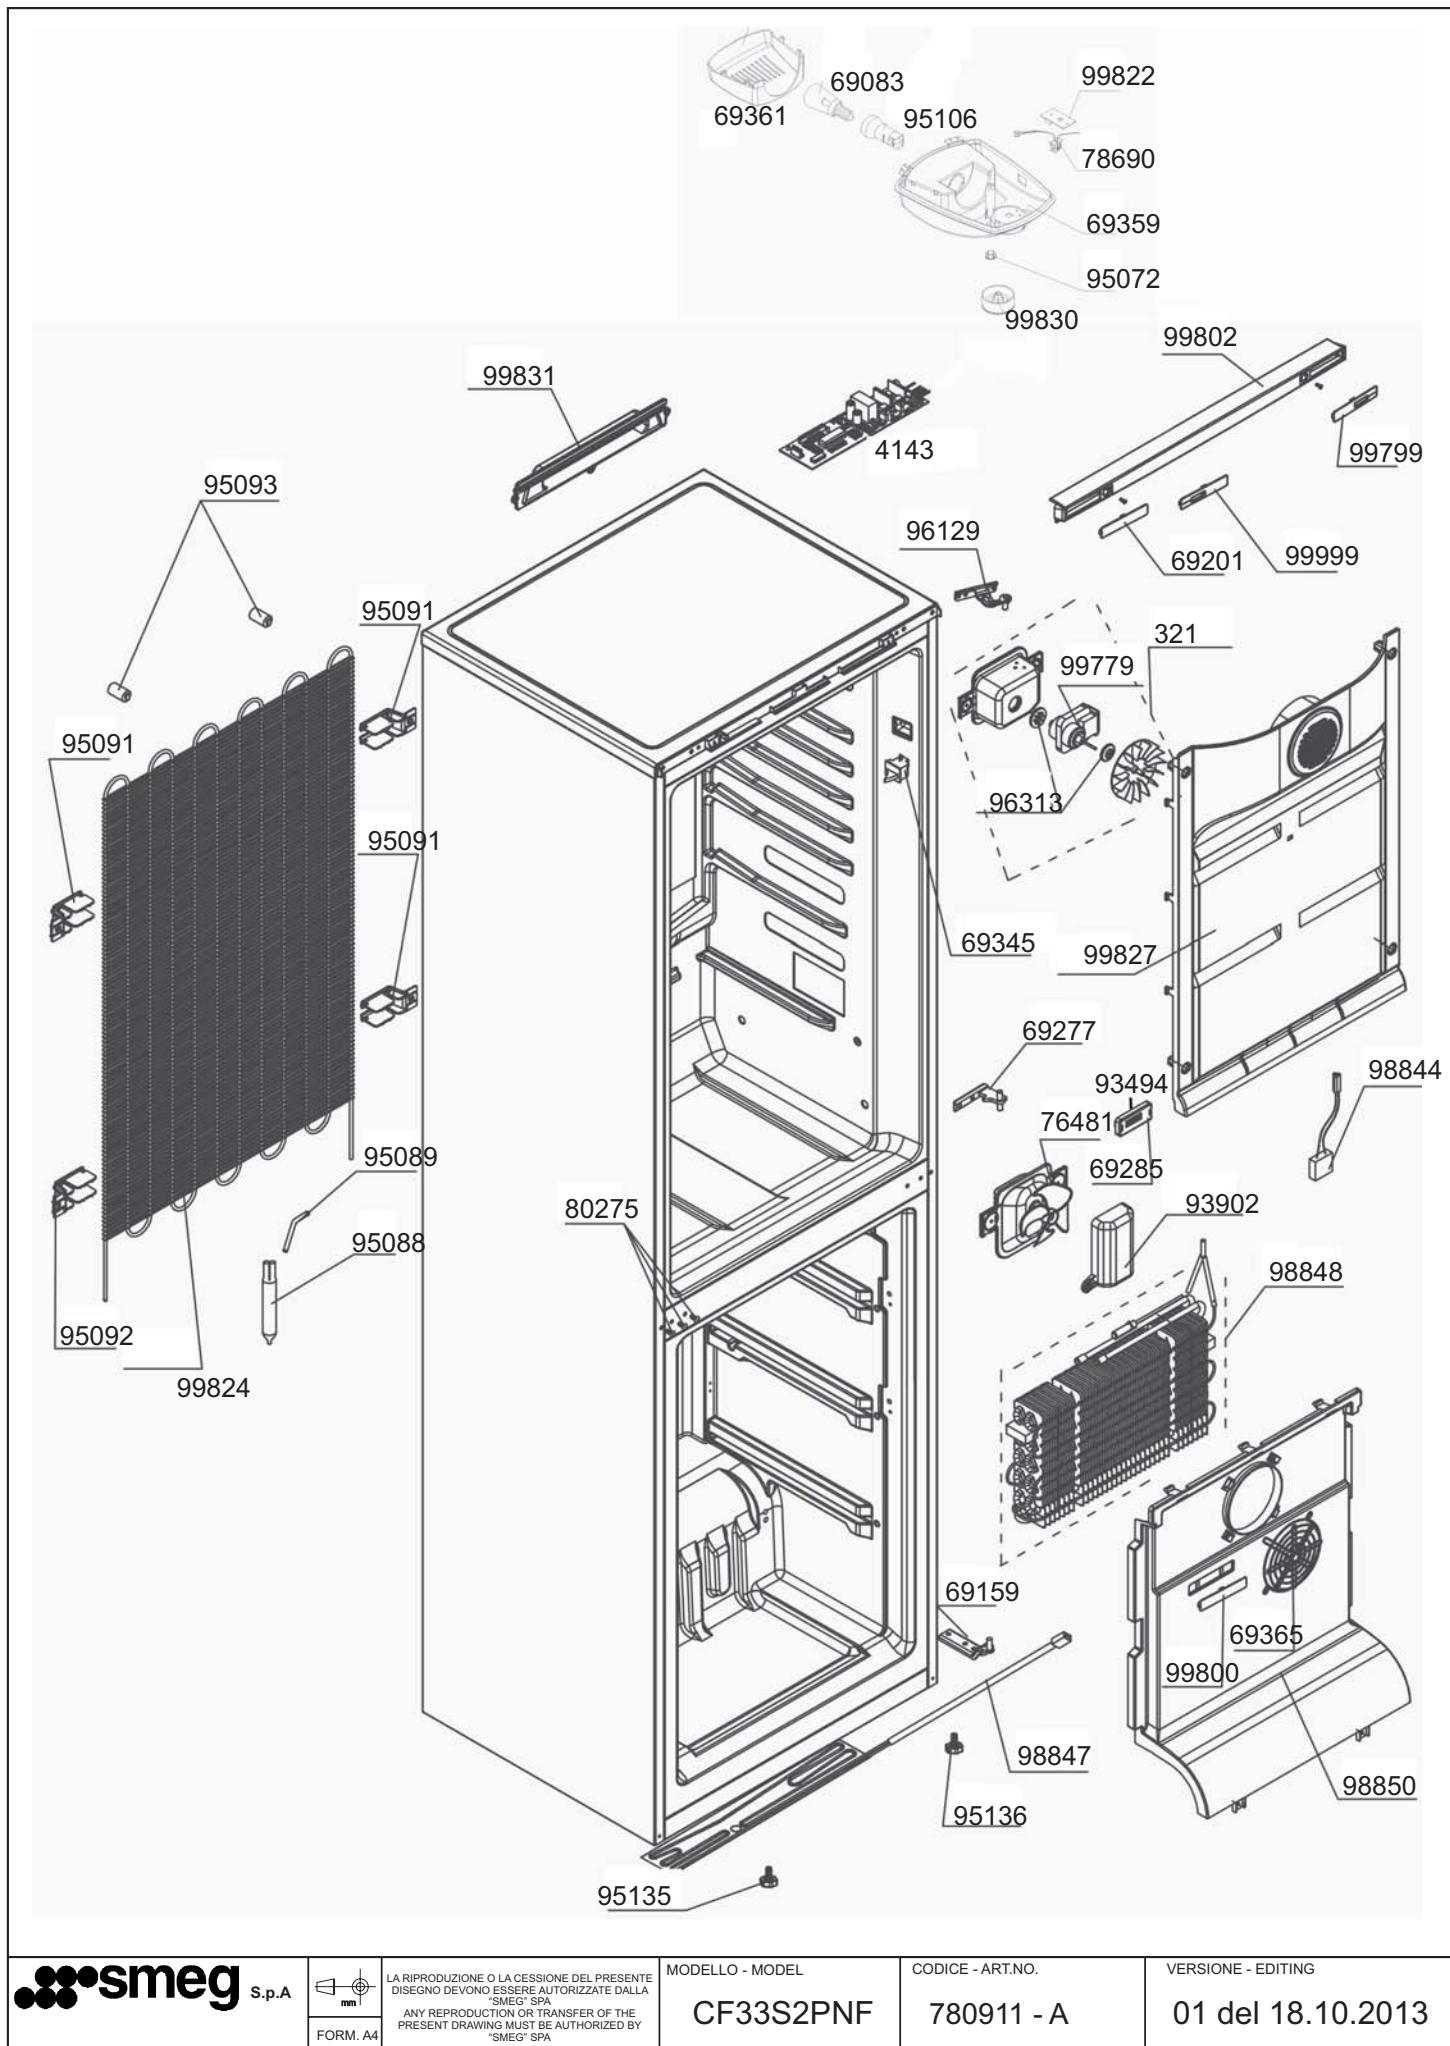 69083
99822
69361
95106
78690
69359
95072
99830
99802
99831
4143
99799
95093
96129
69201
99999
95091
321
99779
95091
96313
95091
69345
99827
69277
98844
93494
76481
95089
69285
80275
93902
95088
98848
95092
99824
69159
69365
99800
98847
98850
95136
95135
smeg S.p.A
mm
FORM. A4
LA RIPRODUZIONE O LA CESSIONE DEL PRESENTE
DISEGNO DEVONO ESSERE AUTORIZZATE DALLA
"SMEG" SPA
ANY REPRODUCTION OR TRANSFER OF THE
PRESENT DRAWING MUST BE AUTHORIZED BY
"SMEG" SPA
MODELLO - MODEL
CF33S2PNF
CODICE - ART.NO.
780911 - A
VERSIONE - EDITING
01 del 18.10.2013